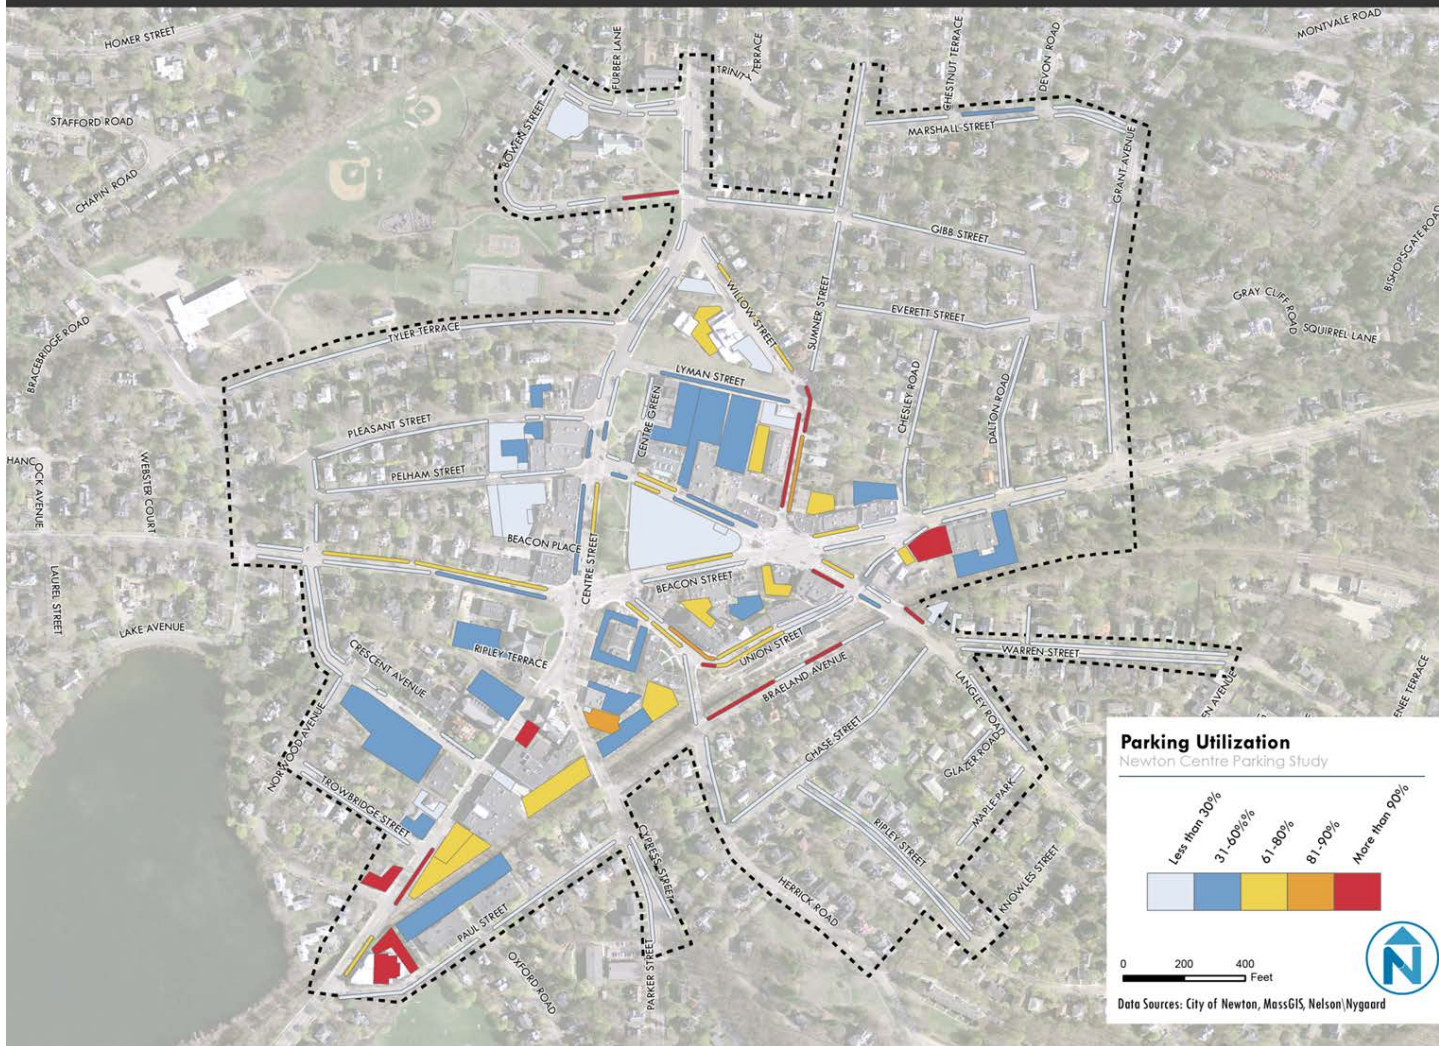 HOMER STREET
FURBER LANE
TRINITY TERRACE
CHESTNUT TERRACE
DEVON ROAD
MONTVALE ROAD
STAFFORD ROAD
BOWEN STREET
MARSHALL STREET
GRANT AVENUE
CHAPIN ROAD
GIBB STREET
BISHOPSGATE ROAD
WILLOW STREET
SUMNER STREET
EVERETT STREET
GRAY CLIFF ROAD
SQUIRREL LANE
BRACEBRIDGE ROAD
TYLER TERRACE
LYMAN STREET
CHESLEY ROAD
DALTON ROAD
CENTRE GREEN
PLEASANT STREET
PELHAM STREET
HANC
OCK AVENUE
WEBSTER COURT
BEACON PLACE
CENTRE STREET
BEACON STREET
LAUREL STREET
LAKE AVENUE
CRESCENT AVENUE
RIPLEY TERRACE
UNION STREET
BRAELAND AVENUE
WARREN STREET
LANGLEY ROAD
EN AVENUE
ENEE TERRACE
NORWOOD AVENUE
CHASE STREET
GLAZER ROAD
TROWBRIDGE STREET
MAPLE PARK
RIPLEY STREET
CYPRESS STREET
KNOWLES STREET
HERRICK ROAD
PAUL STREET
OXFORD ROAD
PARKER STREET
Parking Utilization
Newton Centre Parking Study
Less than 30%
31-60%%
61-80%
81-90%
More than 90%
0 200 400
Feet
N
Data Sources: City of Newton, MassGIS, Nelson\Nygaard